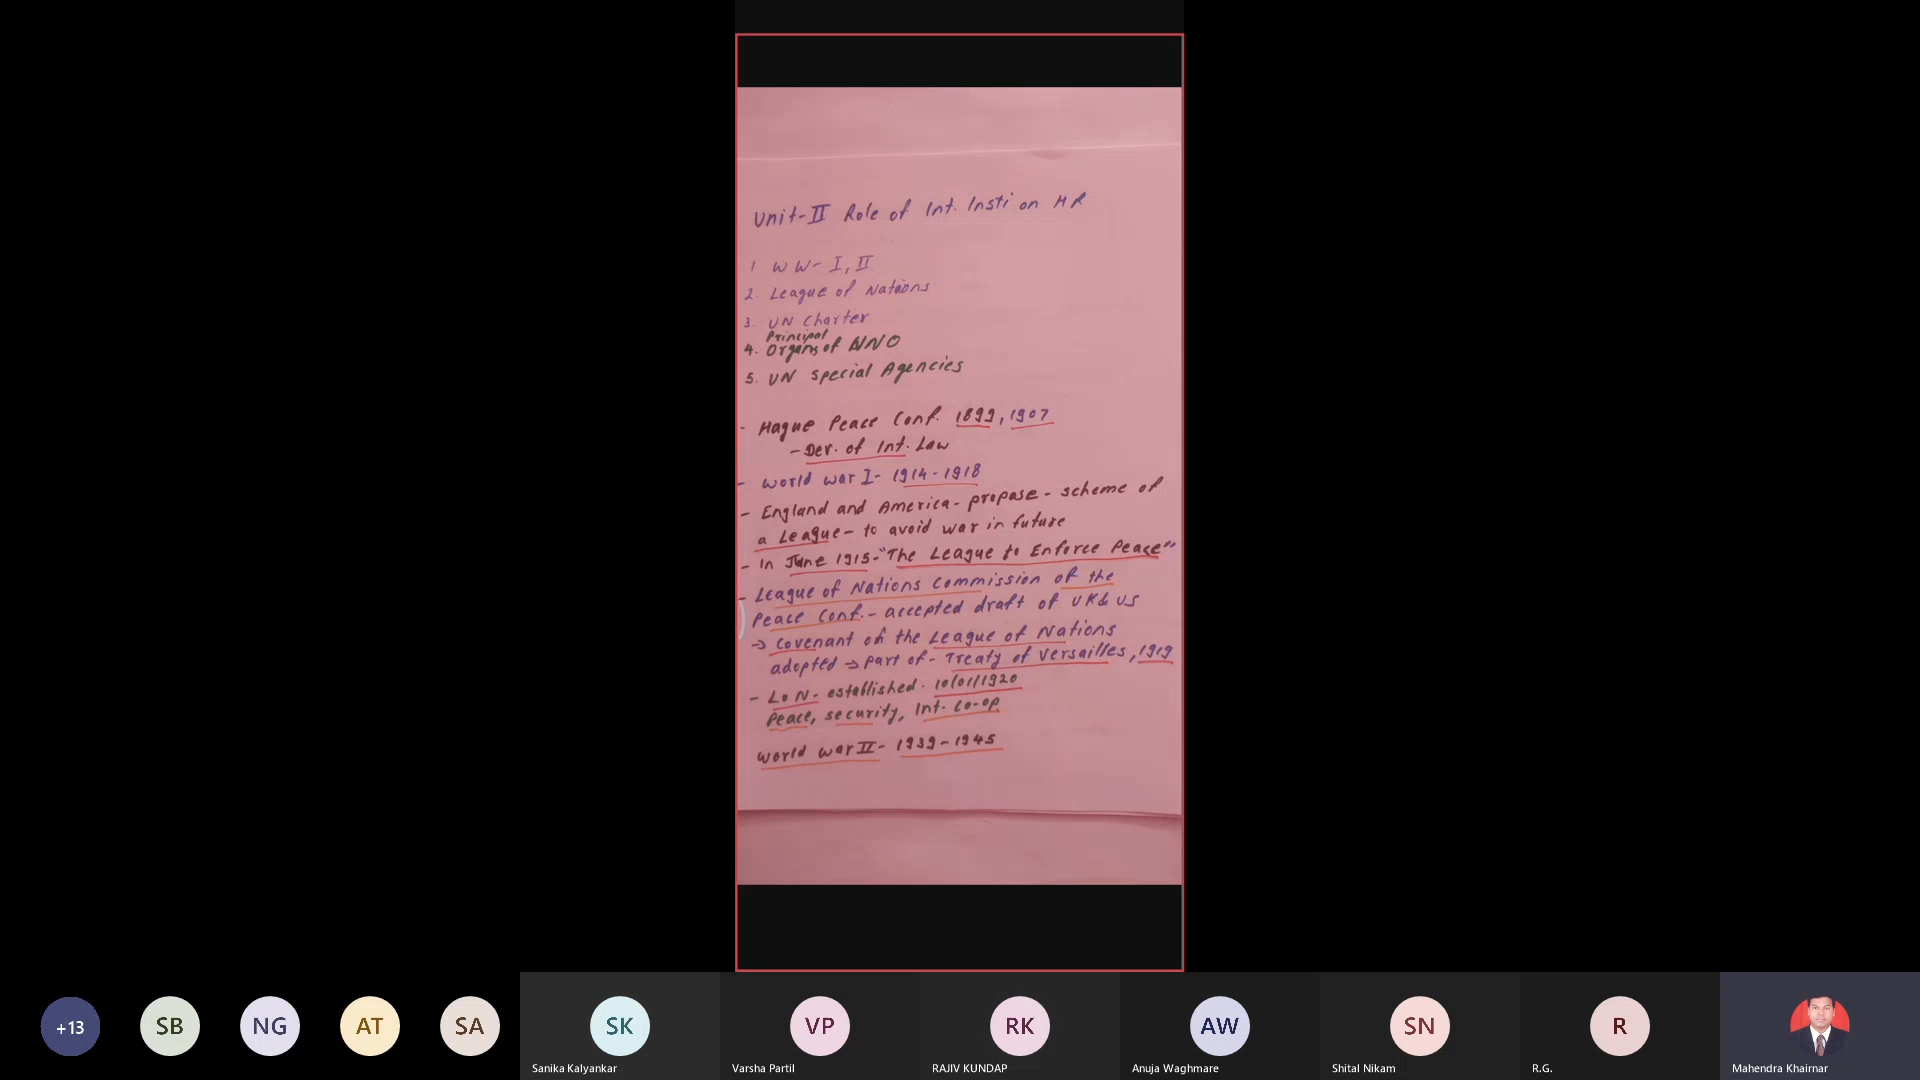 Unit-II Role of Int. Insti on HR
1 WW- I, II
2. League of Nations
3. UN Charter
Principal
4. Organs of UNO
5. UN Special Agencies
- Hague Peace Conf. 1899, 1907
- Dev. of Int. Law
- World war I- 1914-1918
- England and America- propose- scheme of
a League- to avoid war in future
- In June 1915-"The League to Enforce Peace"
- League of Nations Commission of the
Peace Conf.- accepted draft of UK& US
→ Covenant of the League of Nations
adopted → Part of- Treaty of Versailles, 1919
- LoN- established. 10/01/1920
Peace, security, Int. Co-op.
World war II- 1939-1945
+13
SB
NG
AT
SA
SK
VP
RK
AW
SN
R
Sanika Kalyankar
Varsha Partil
RAJIV KUNDAP
Anuja Waghmare
Shital Nikam
R.G.
Mahendra Khairnar